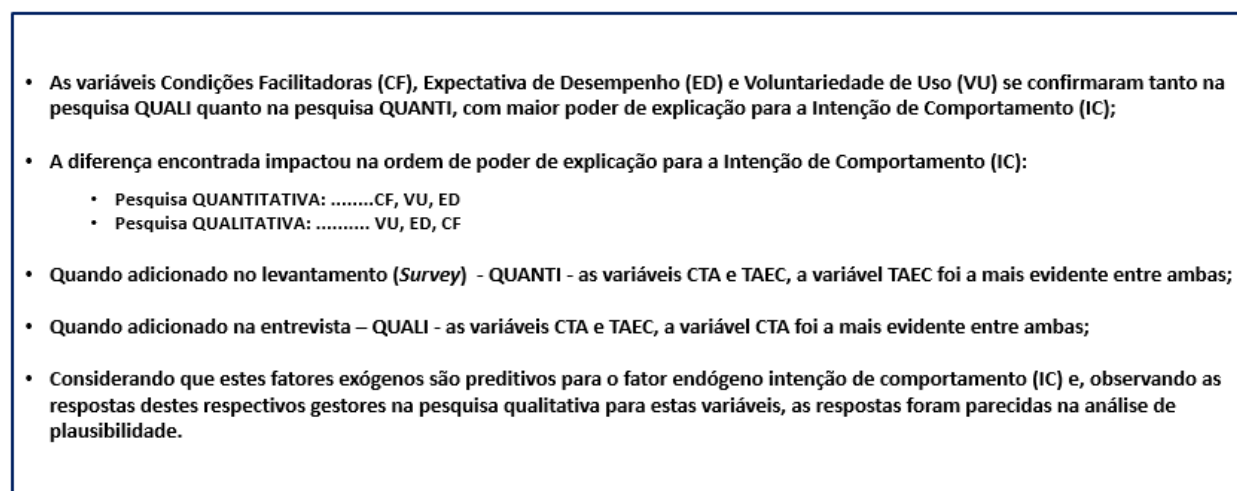 • As variáveis Condições Facilitadoras (CF), Expectativa de Desempenho (ED) e Voluntariedade de Uso (VU) se confirmaram tanto na
pesquisa QUALI quanto na pesquisa QUANTI, com maior poder de explicação para a Intenção de Comportamento (IC);
• A diferença encontrada impactou na ordem de poder de explicação para a Intenção de Comportamento (IC):
• Pesquisa QUANTITATIVA: ........CF, VU, ED
• Pesquisa QUALITATIVA: .......... VU, ED, CF
• Quando adicionado no levantamento (Survey) - QUANTI - as variáveis CTA e TAEC, a variável TAEC foi a mais evidente entre ambas;
• Quando adicionado na entrevista – QUALI - as variáveis CTA e TAEC, a variável CTA foi a mais evidente entre ambas;
• Considerando que estes fatores exógenos são preditivos para o fator endógeno intenção de comportamento (IC) e, observando as
respostas destes respectivos gestores na pesquisa qualitativa para estas variáveis, as respostas foram parecidas na análise de
plausibilidade.